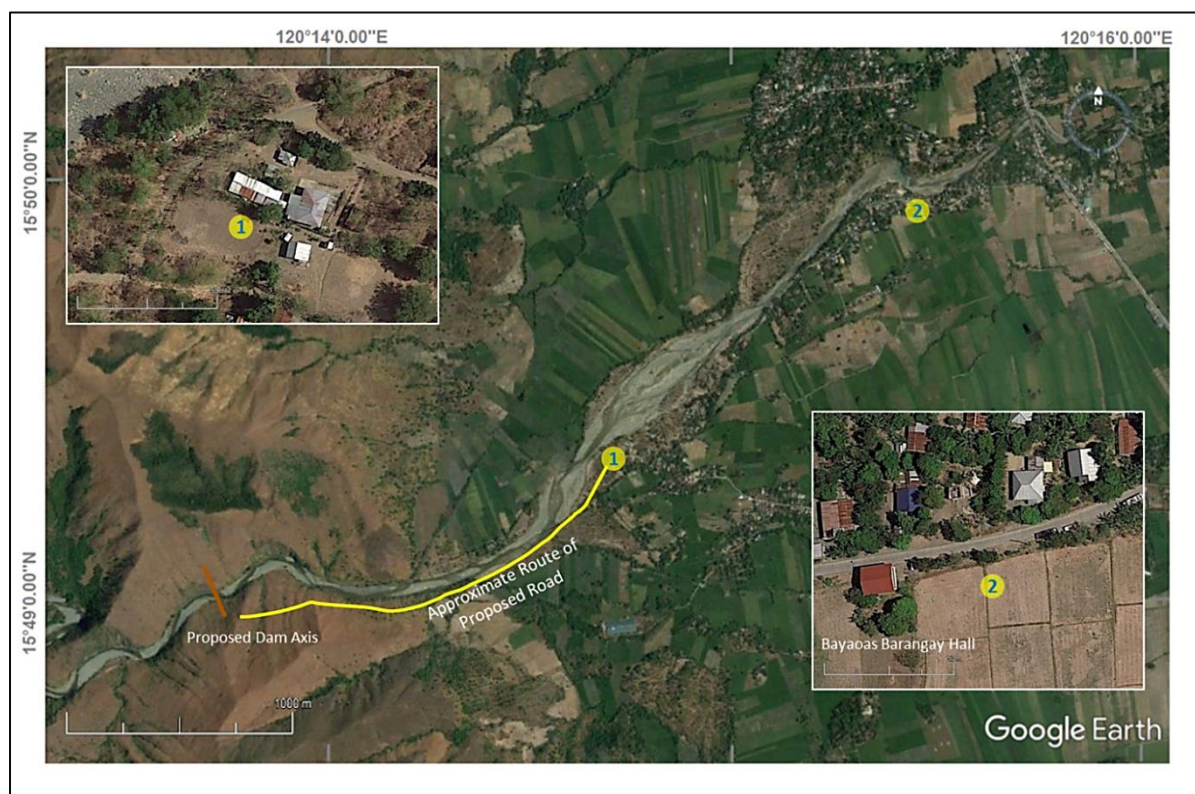 120°14'0.00"E
120°16'0.00"E
N
15°50'0.00"N
1
2
1
Approximate Route of
Proposed Road
15°49'0.00"N
Proposed Dam Axis
2
Bayaoas Barangay Hall
1000 m
Google Earth